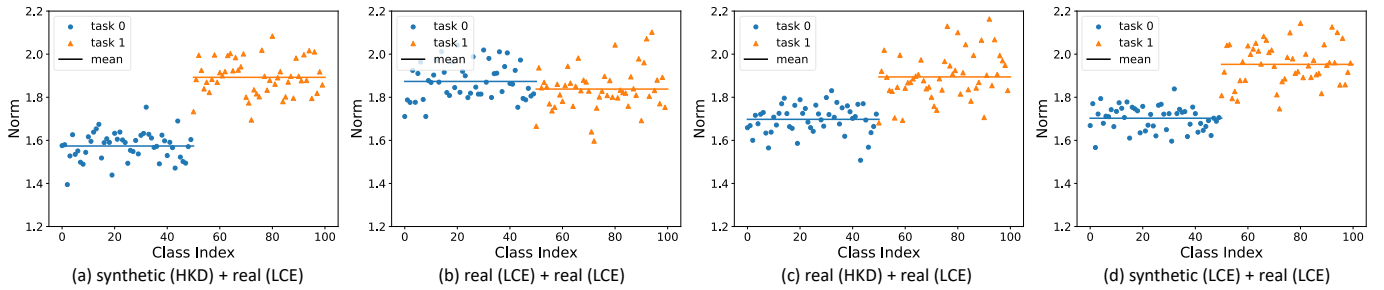 2.2
2.0
1.8
1.6
1.4
1.2
Norm
task 0
task 1
mean
0 20 40 60 80 100
Class Index
(a) synthetic (HKD) + real (LCE)
2.2
2.0
1.8
1.6
1.4
1.2
Norm
task 0
task 1
mean
0 20 40 60 80 100
Class Index
(b) real (LCE) + real (LCE)
2.2
2.0
1.8
1.6
1.4
1.2
Norm
task 0
task 1
mean
0 20 40 60 80 100
Class Index
(c) real (HKD) + real (LCE)
2.2
2.0
1.8
1.6
1.4
1.2
Norm
task 0
task 1
mean
0 20 40 60 80 100
Class Index
(d) synthetic (LCE) + real (LCE)